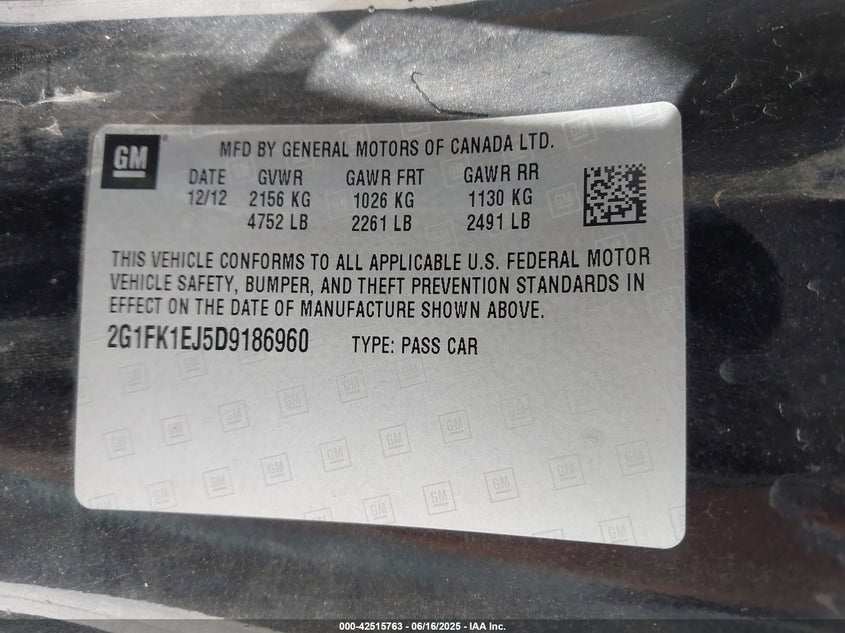 GM
MFD BY GENERAL MOTORS OF CANADA LTD.
DATE GVWR GAWR FRT GAWR RR
12/12 2156 KG 1026 KG 1130 KG
4752 LB 2261 LB 2491 LB
THIS VEHICLE CONFORMS TO ALL APPLICABLE U.S. FEDERAL MOTOR
VEHICLE SAFETY, BUMPER, AND THEFT PREVENTION STANDARDS IN
EFFECT ON THE DATE OF MANUFACTURE SHOWN ABOVE.
2G1FK1EJ5D9186960 TYPE: PASS CAR
000-42515763 - 06/16/2025 - IAA Inc.